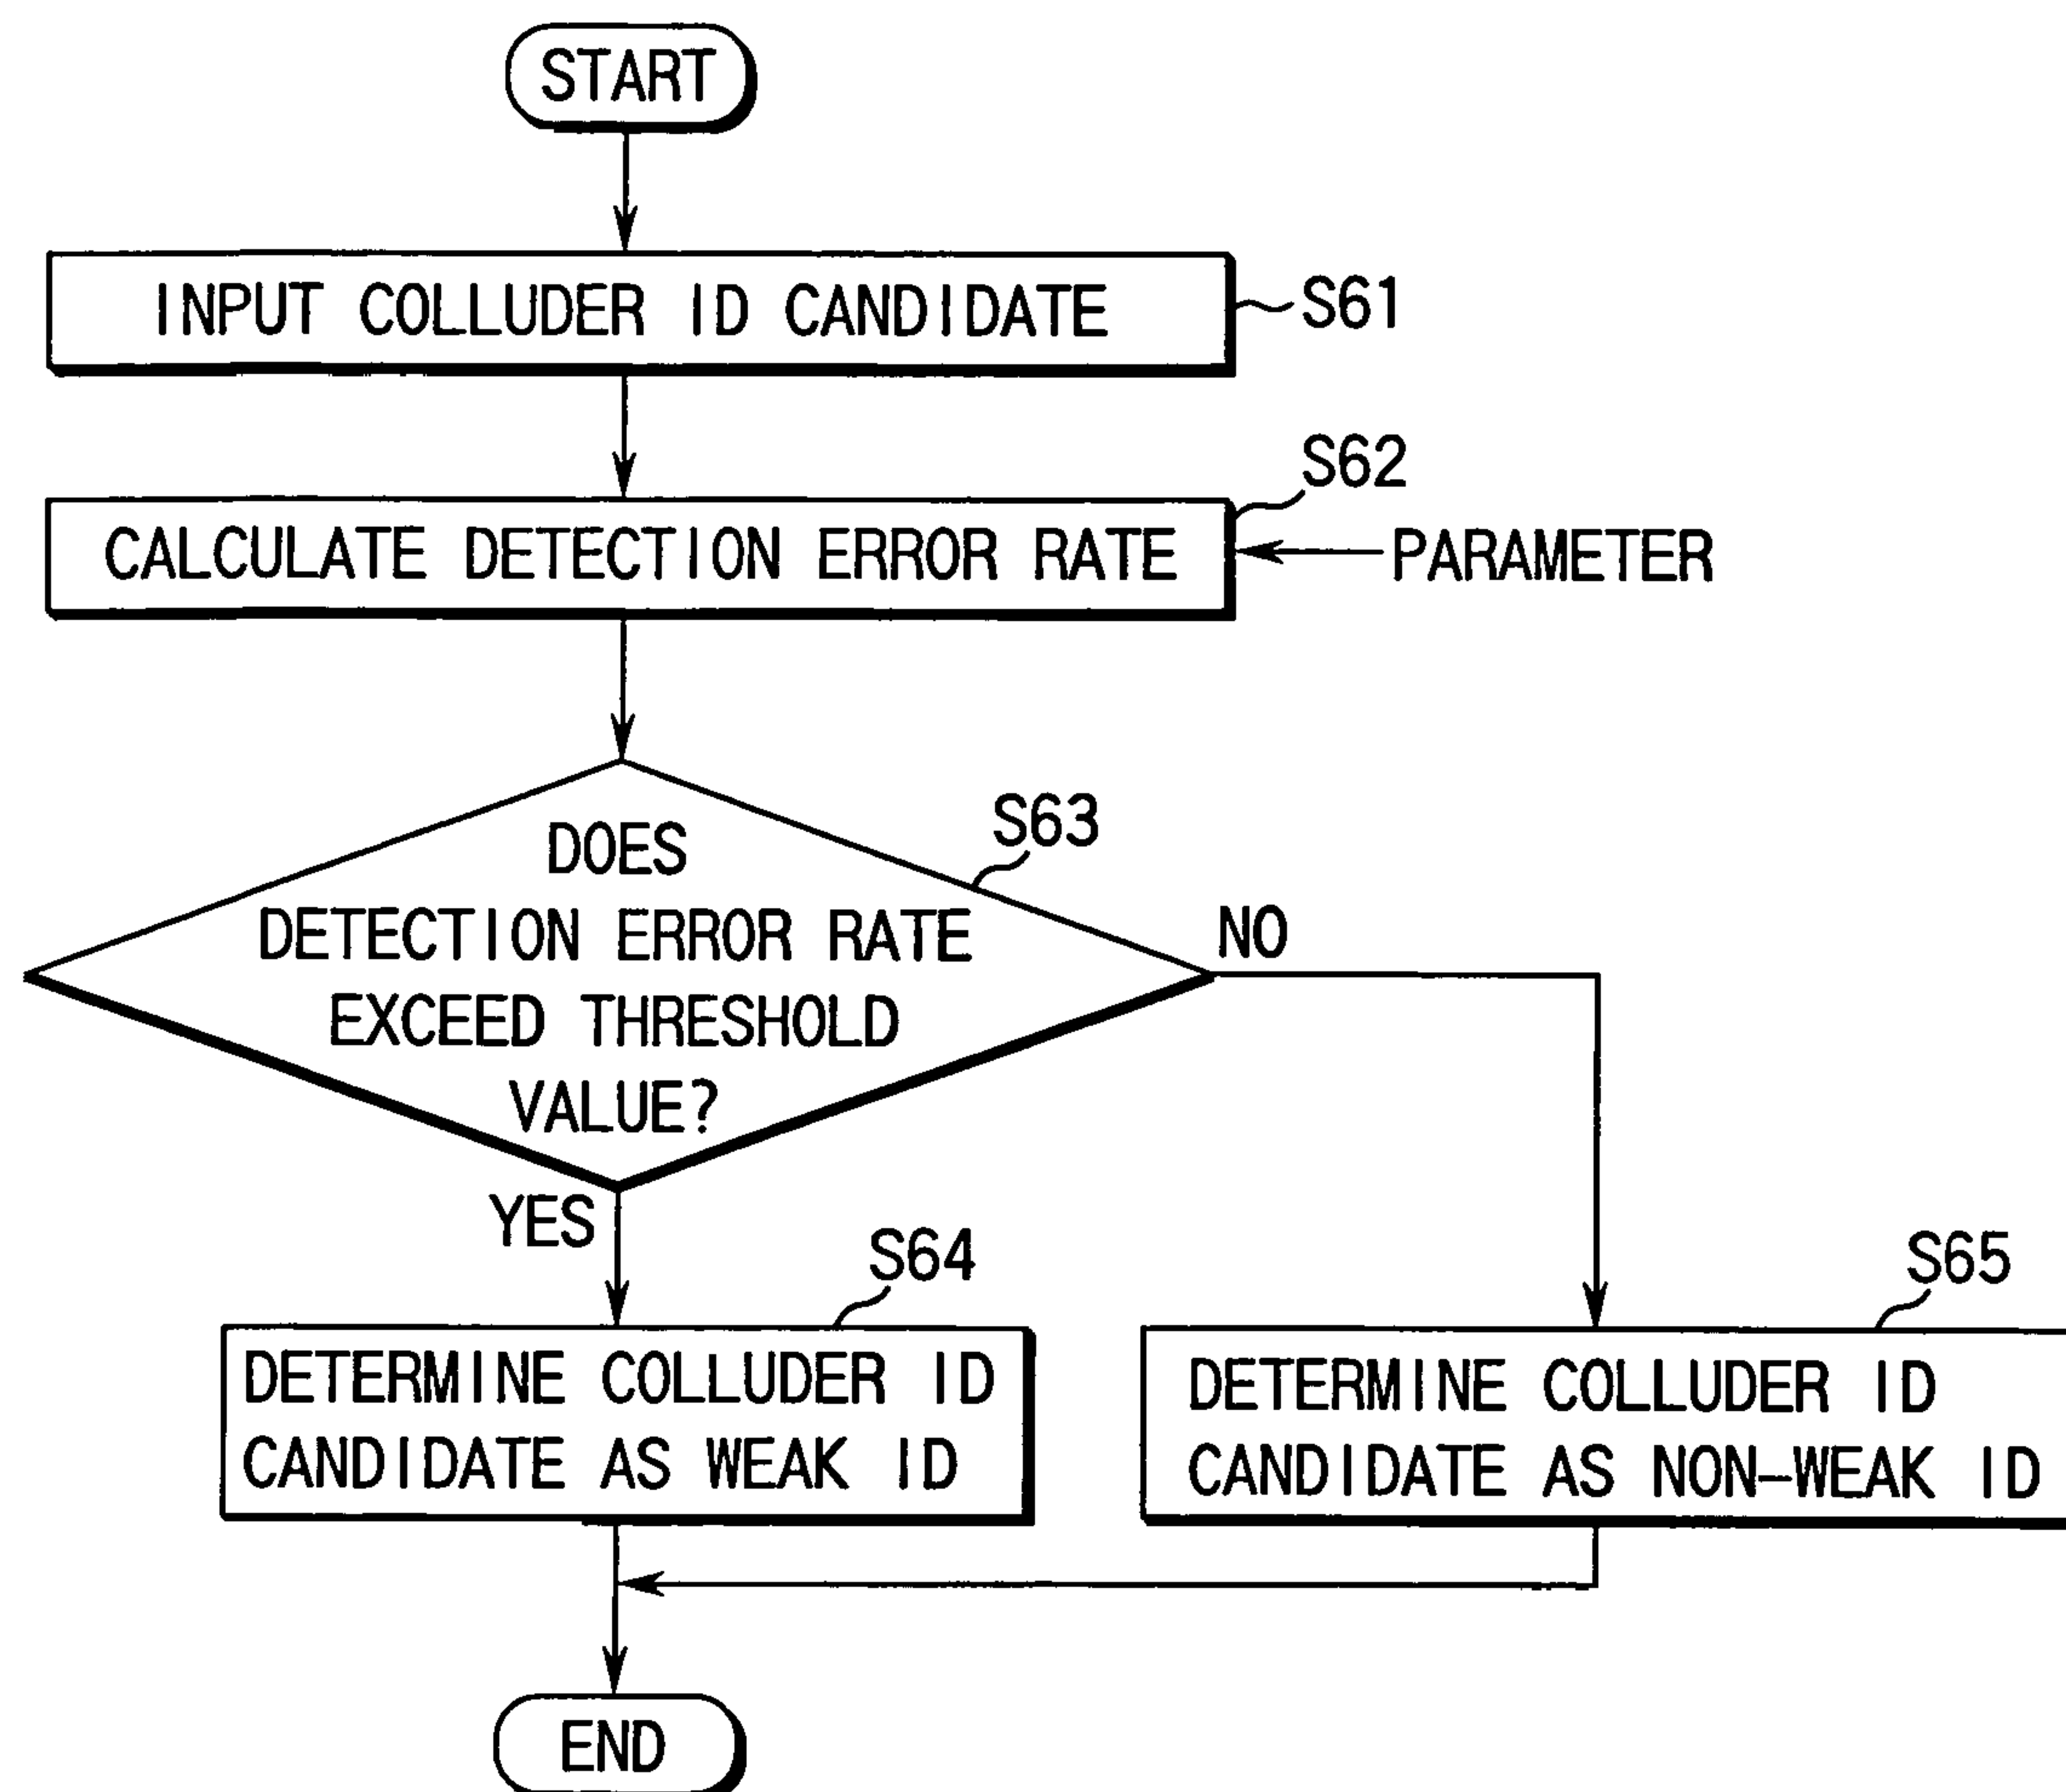 START
INPUT COLLUDER ID CANDIDATE
S61
S62
CALCULATE DETECTION ERROR RATE
PARAMETER
S63
DOES
DETECTION ERROR RATE
EXCEED THRESHOLD
VALUE?
NO
YES
S64
DETERMINE COLLUDER ID
CANDIDATE AS WEAK ID
S65
DETERMINE COLLUDER ID
CANDIDATE AS NON-WEAK ID
END